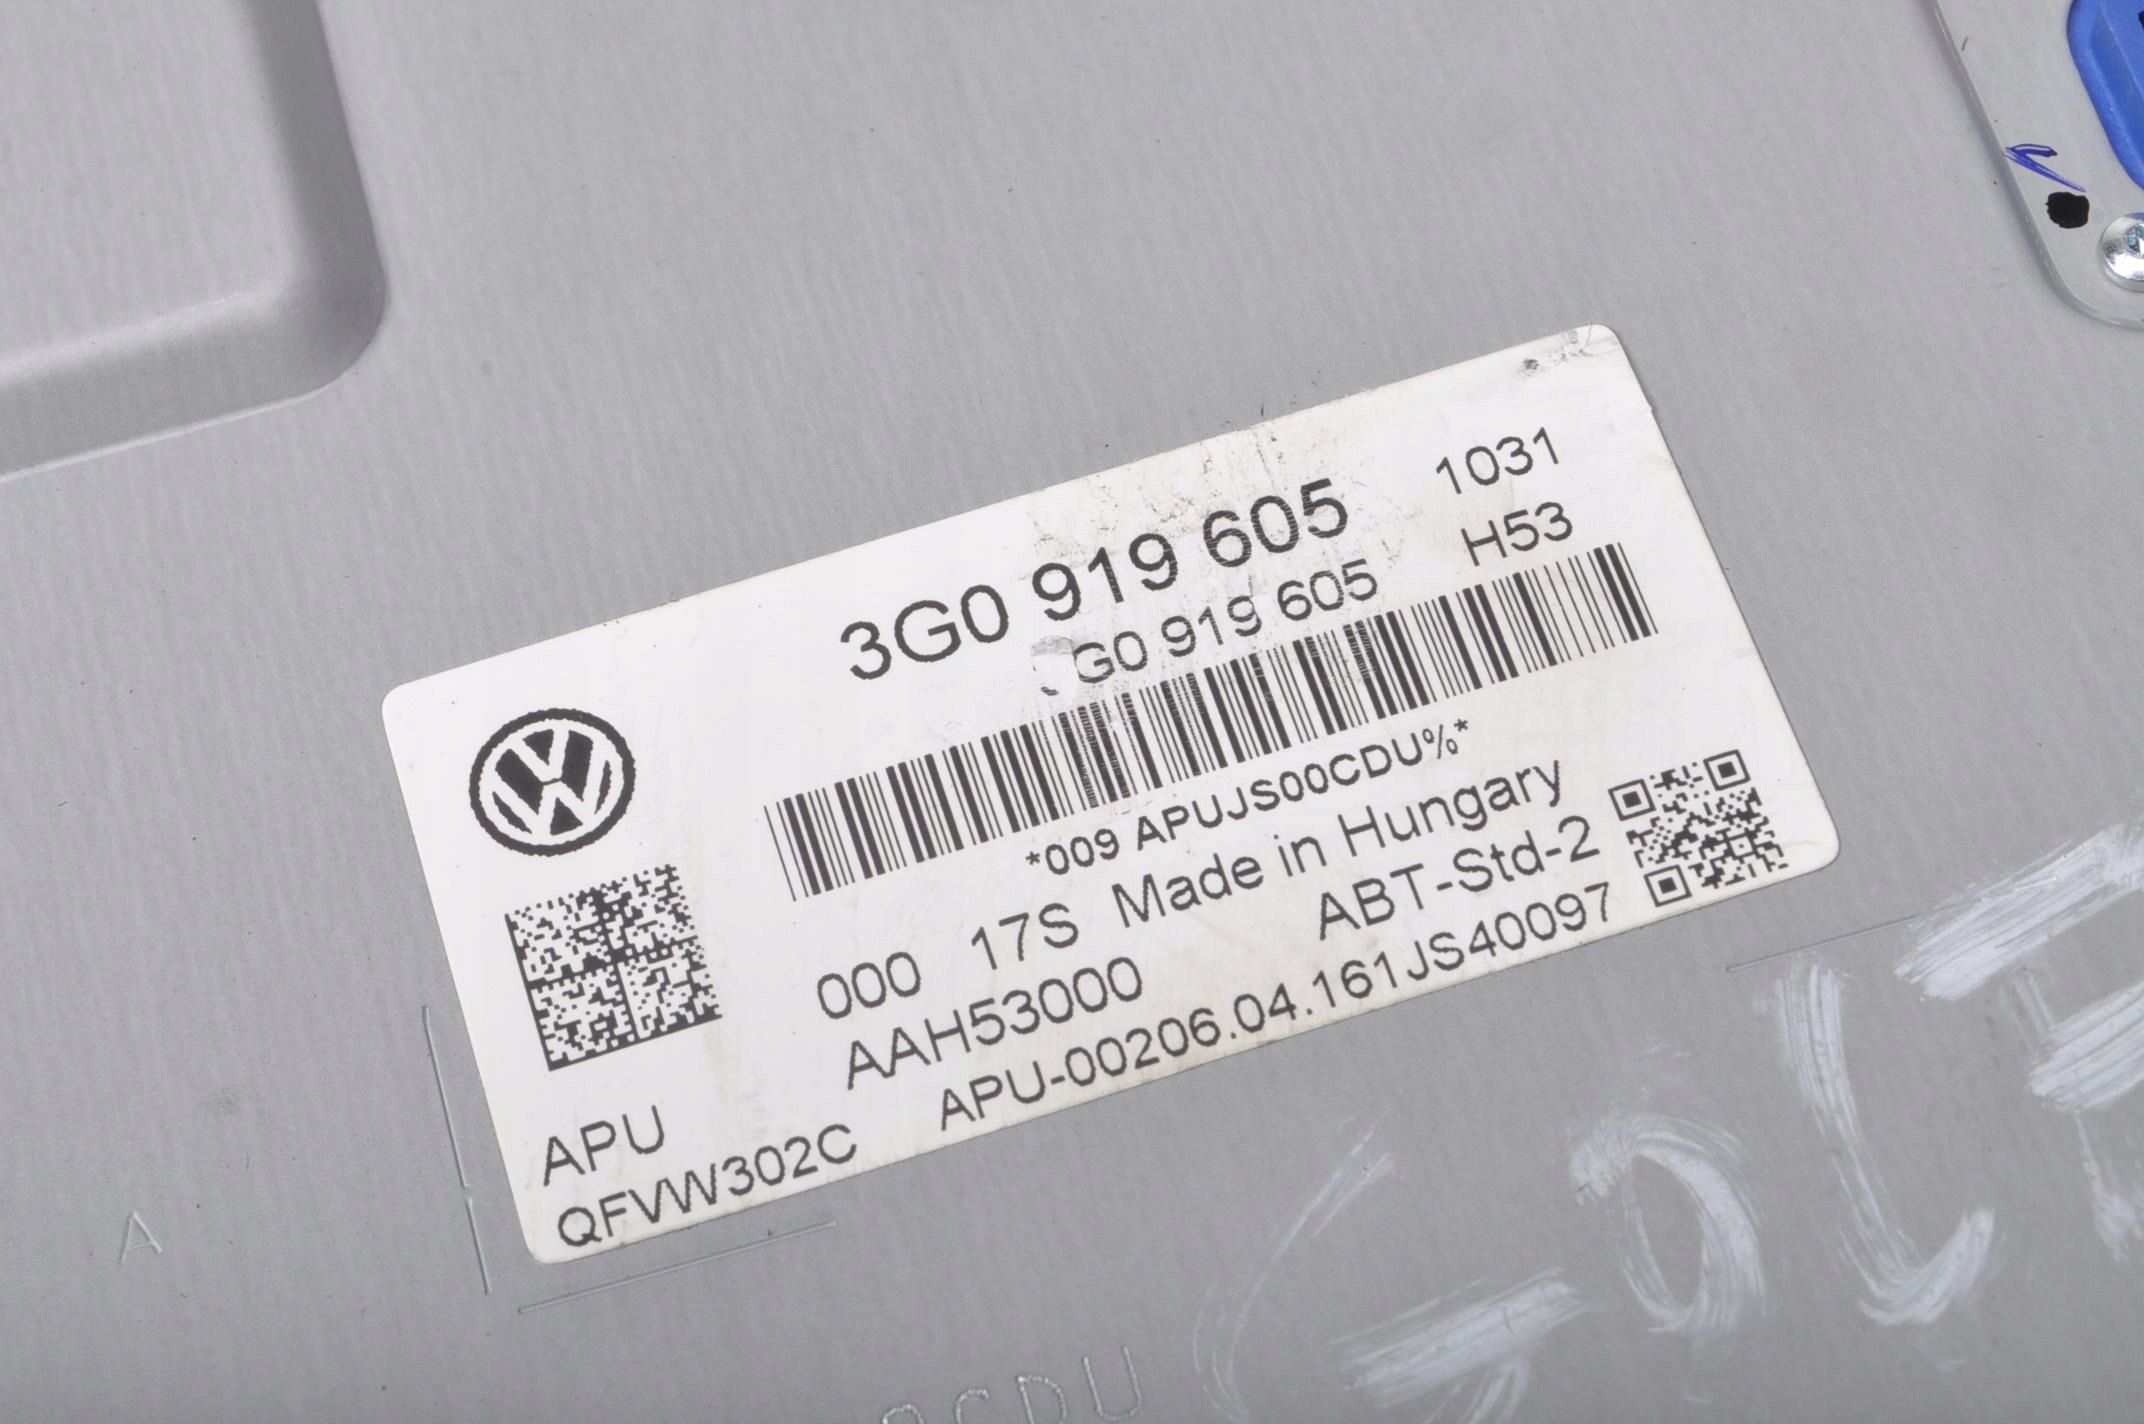 3G0 919 605 1031
3G0 919 605 H53
*009 APUJS00CDU%*
000 17S Made in Hungary
AAH53000 ABT-Std-2
APU APU-00206.04.161JS40097
QFVW302C
A
GOLF